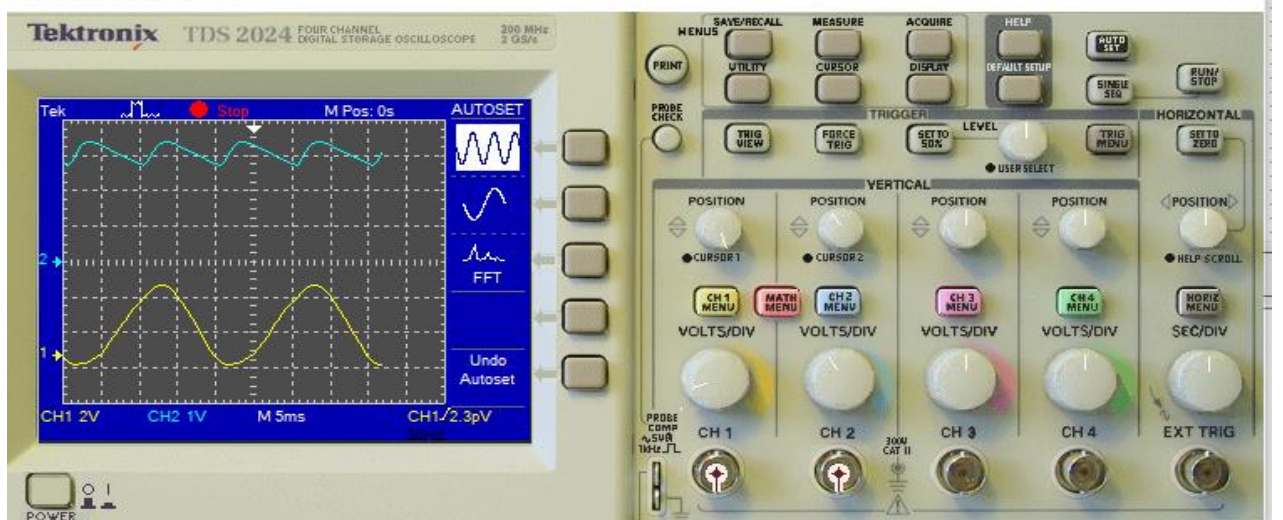 Tektronix TDS 2024 FOUR CHANNEL DIGITAL STORAGE OSCILLOSCOPE 200 MHz 2 GS/s
Tek Stop M Pos: 0s AUTOSET
FFT
2
1
Undo
Autoset
CH1 2V CH2 1V M 5ms CH1 2.3pV
POWER
MENUS
SAVE/RECALL MEASURE ACQUIRE HELP
AUTO SET
PRINT
UTILITY CURSOR DISPLAY DEFAULT SETUP
SINGLE SEQ
RUN/ STOP
PROBE CHECK
TRIGGER HORIZONTAL
TRIG VIEW FORCE TRIG SET TO 50% LEVEL TRIG MENU SET TO ZERO
USER SELECT
VERTICAL
POSITION POSITION POSITION POSITION POSITION
CURSOR 1 CURSOR 2 HELP SCROLL
CH 1 MENU MATH MENU CH 2 MENU CH 3 MENU CH 4 MENU HORIZ MENU
VOLTS/DIV VOLTS/DIV VOLTS/DIV VOLTS/DIV SEC/DIV
PROBE COMP
1kHz
CH 1 CH 2 CH 3 CH 4 EXT TRIG
300V
CAT II